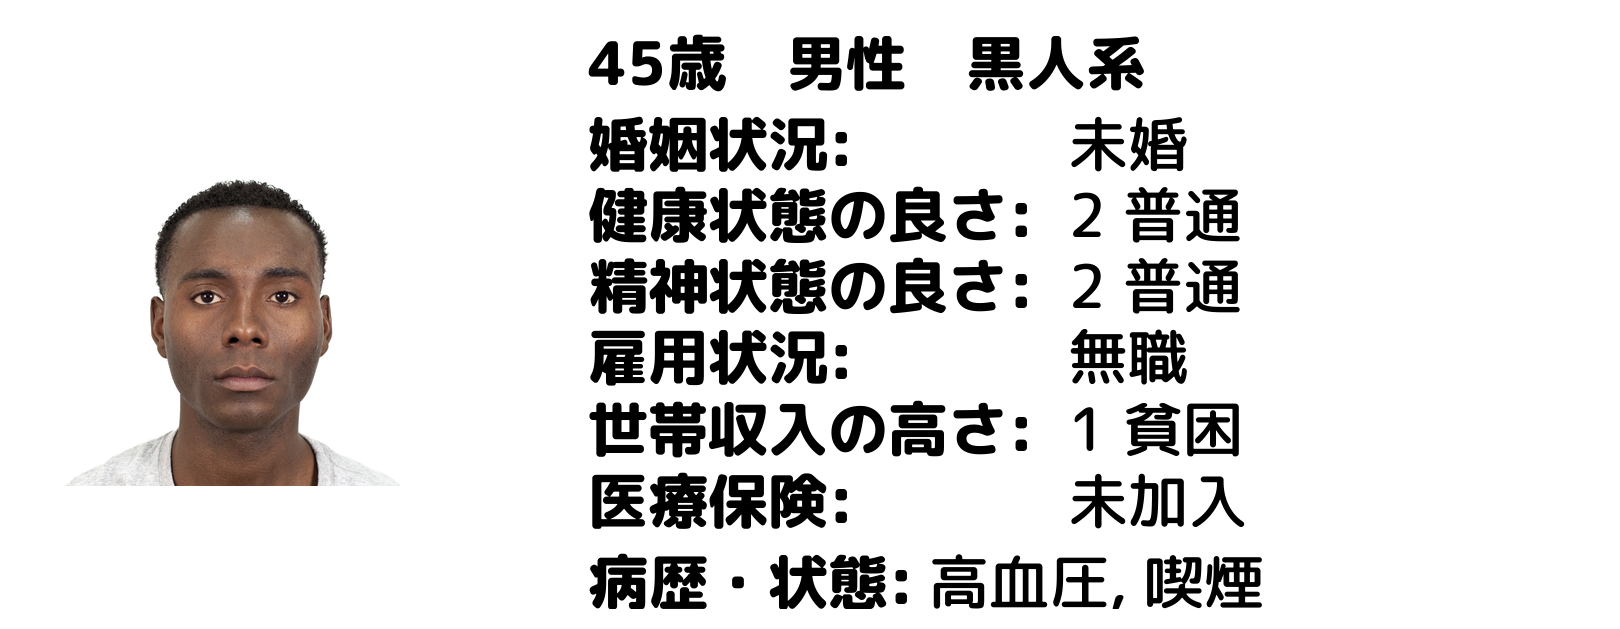 45歳　男性　黒人系
婚姻状況: 未婚
健康状態の良さ: 2 普通
精神状態の良さ: 2 普通
雇用状況: 無職
世帯収入の高さ: 1 貧困
医療保険: 未加入
病歴・状態: 高血圧, 喫煙